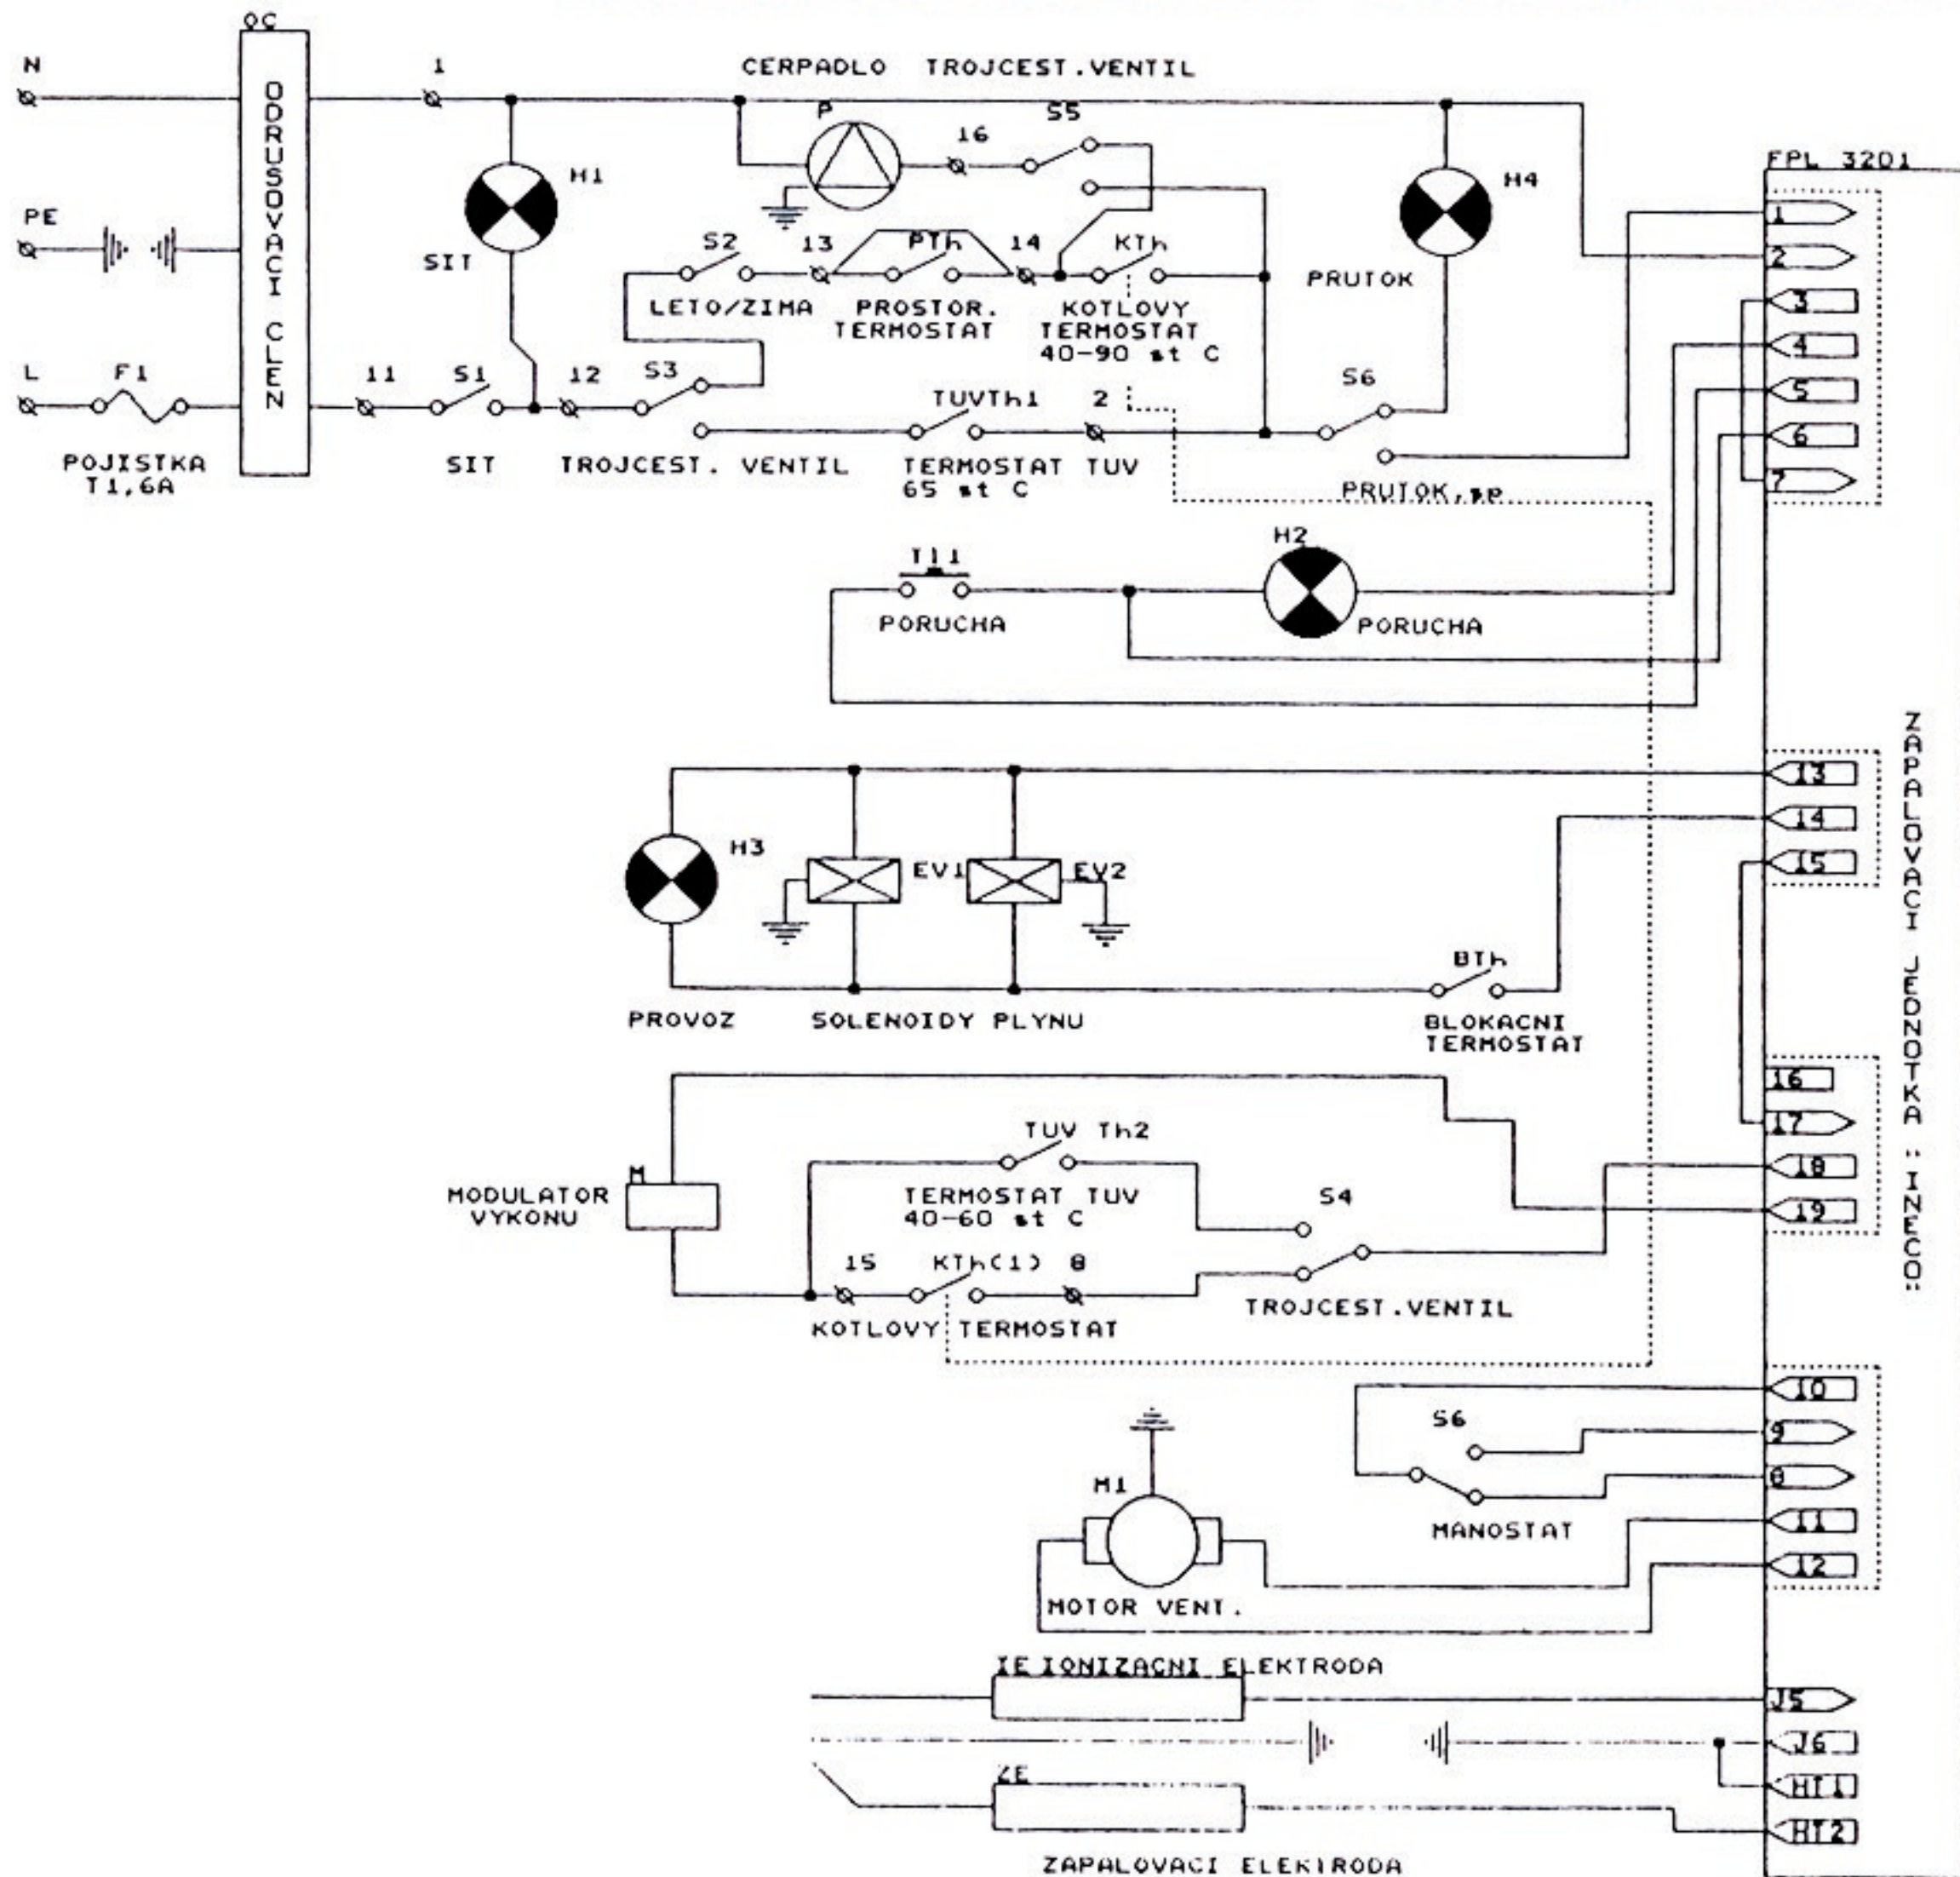 OC
N
1
CERPADLO TROJCEST.VENTIL
P
16
S5
FPL 3201
ODRUSOVACI CLEN
H1
H4
1
PE
SIT
S2
13
PTh
14
KTh
PRUTOK
2
LETO/ZIMA
PROSTOR.
TERMOSTAT
KOTLOVY
TERMOSTAT
40-90 st C
3
4
L
F1
11
S1
12
S3
TUVTh1
2
S6
5
6
POJISTKA
T1,6A
SIT
TROJCEST. VENTIL
TERMOSTAT TUV
65 st C
PRUTOK,sp
7
Tl1
H2
PORUCHA
PORUCHA
ZAPALOVACI JEDNOTKA "INECO"
13
14
15
H3
EV1
EV2
BTh
PROVOZ
SOLENOIDY PLYNU
BLOKACNI
TERMOSTAT
16
17
18
19
M
MODULATOR
VYKONU
TUV Th2
TERMOSTAT TUV
40-60 st C
S4
15
KTh(1)
8
TROJCEST.VENTIL
KOTLOVY TERMOSTAT
10
S6
9
8
M1
MANOSTAT
11
12
MOTOR VENT.
IE IONIZACNI ELEKTRODA
J5
J6
ZE
HT1
HT2
ZAPALOVACI ELEKTRODA